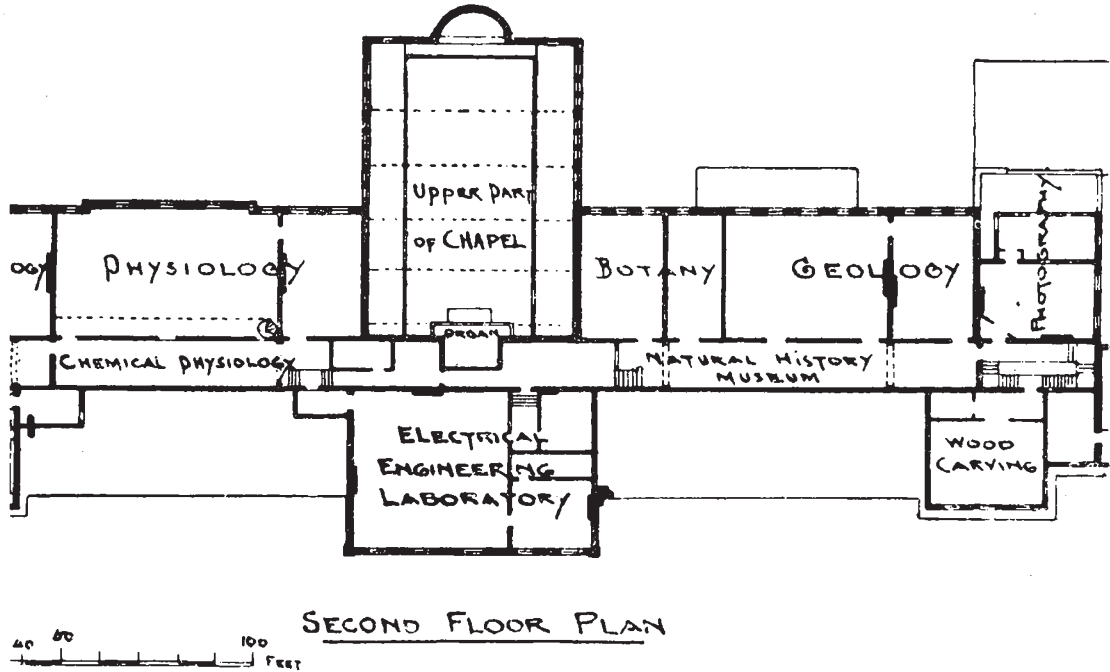 UPPER PART
OF CHAPEL
OGY
PHYSIOLOGY
BOTANY
GEOLOGY
PHOTOGRAPHY
ORGAN
CHEMICAL PHYSIOLOGY
NATURAL HISTORY
MUSEUM
ELECTRICAL
ENGINEERING
LABORATORY
WOOD
CARVING
SECOND FLOOR PLAN
40 60 100
FEET